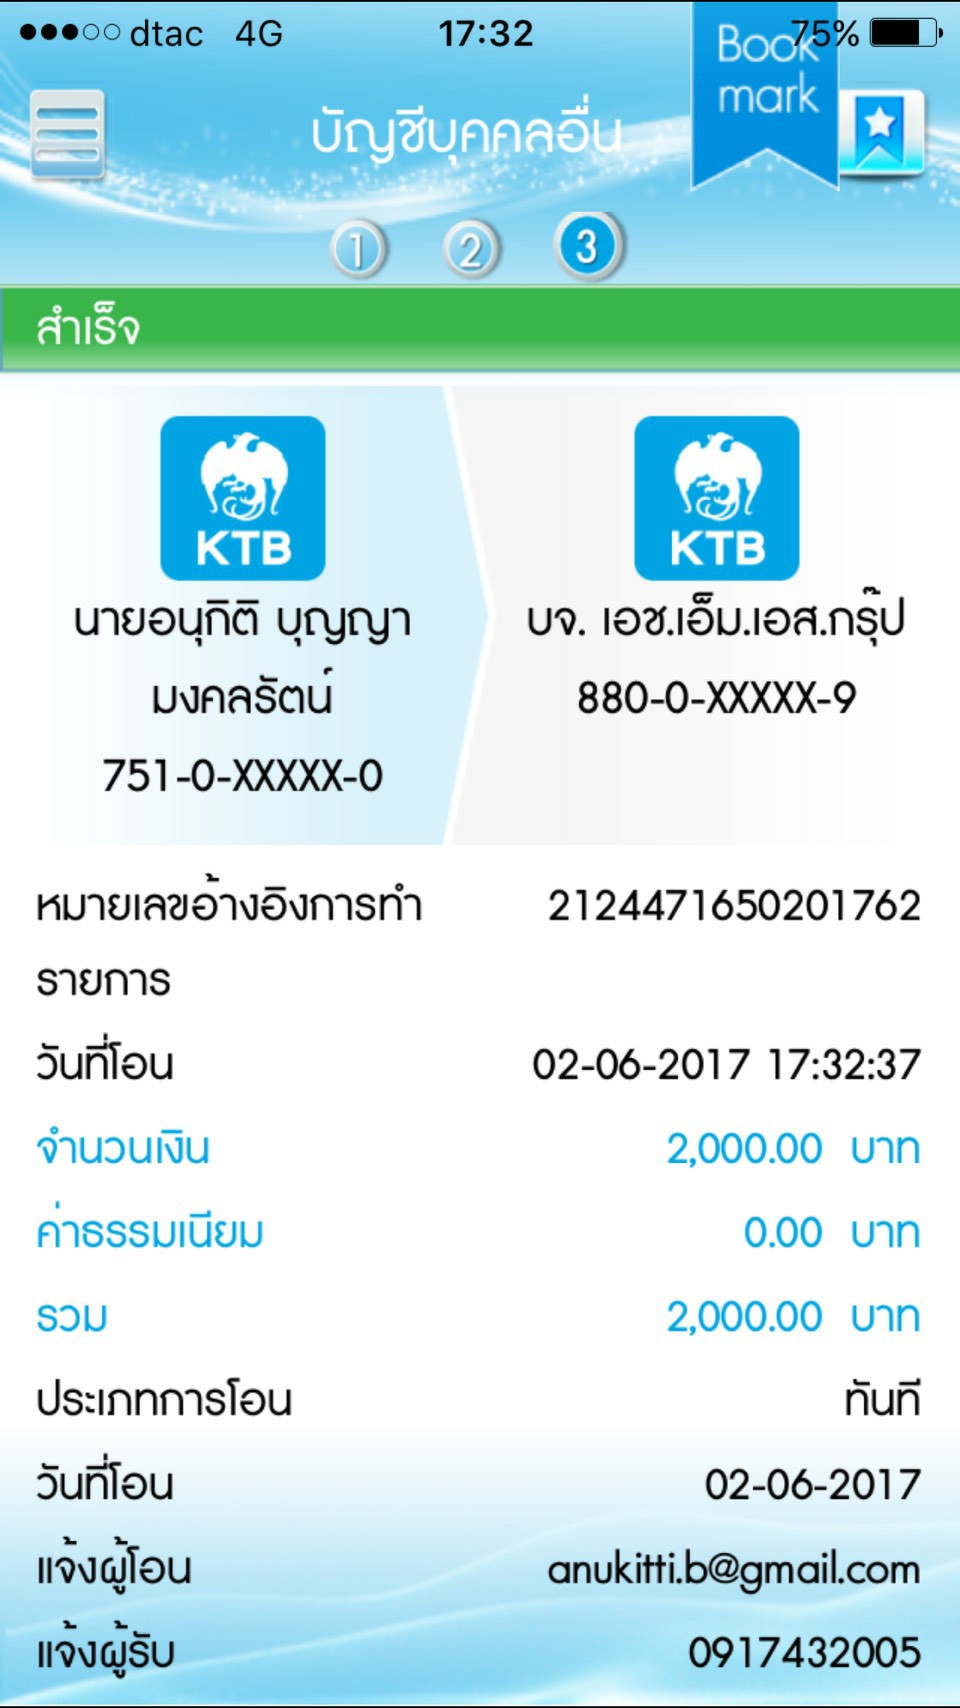 dtac 4G 17:32 75%
Book
mark
บัญชีบุคคลอื่น
1 2 3
สำเร็จ
KTB KTB
นายอนุกิติ บุญญา บจ. เอช.เอ็ม.เอส.กรุ๊ป
มงคลรัตน์ 880-0-XXXXX-9
751-0-XXXXX-0
หมายเลขอ้างอิงการทำ 2124471650201762
รายการ
วันที่โอน 02-06-2017 17:32:37
จำนวนเงิน 2,000.00 บาท
ค่าธรรมเนียม 0.00 บาท
รวม 2,000.00 บาท
ประเภทการโอน ทันที
วันที่โอน 02-06-2017
แจ้งผู้โอน anukitti.b@gmail.com
แจ้งผู้รับ 0917432005